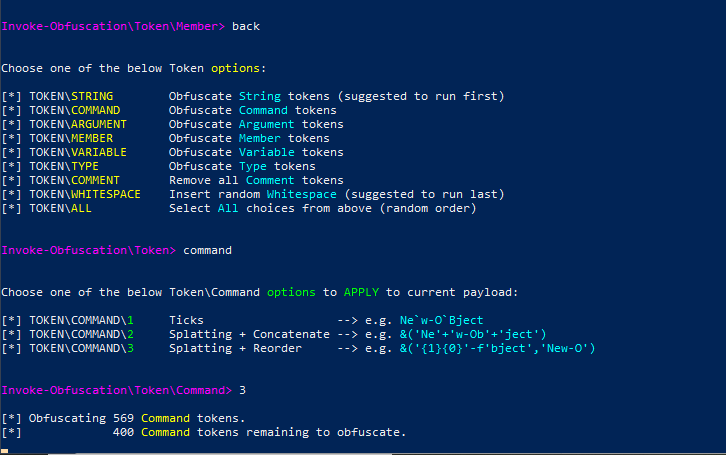 Invoke-Obfuscation\Token\Member> back
Choose one of the below Token options:
[*] TOKEN\STRING Obfuscate String tokens (suggested to run first)
[*] TOKEN\COMMAND Obfuscate Command tokens
[*] TOKEN\ARGUMENT Obfuscate Argument tokens
[*] TOKEN\MEMBER Obfuscate Member tokens
[*] TOKEN\VARIABLE Obfuscate Variable tokens
[*] TOKEN\TYPE Obfuscate Type tokens
[*] TOKEN\COMMENT Remove all Comment tokens
[*] TOKEN\WHITESPACE Insert random Whitespace (suggested to run last)
[*] TOKEN\ALL Select All choices from above (random order)
Invoke-Obfuscation\Token> command
Choose one of the below Token\Command options to APPLY to current payload:
[*] TOKEN\COMMAND\1 Ticks --> e.g. Ne`w-O`Bject
[*] TOKEN\COMMAND\2 Splatting + Concatenate --> e.g. &('Ne'+'w-Ob'+'ject')
[*] TOKEN\COMMAND\3 Splatting + Reorder --> e.g. &('{1}{0}'-f'bject','New-O')
Invoke-Obfuscation\Token\Command> 3
[*] Obfuscating 569 Command tokens.
[*] 400 Command tokens remaining to obfuscate.